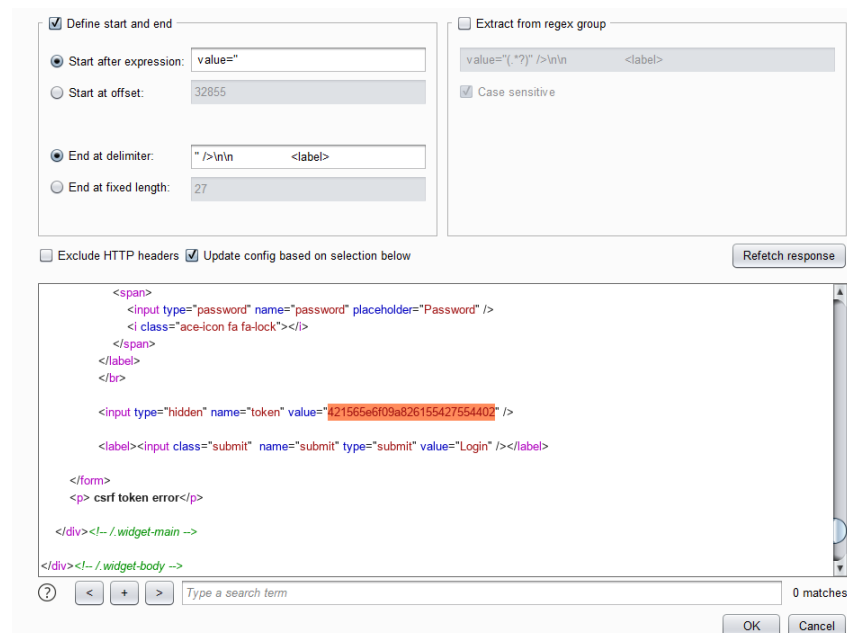 Define start and end
Start after expression: value="
Start at offset: 32855
End at delimiter: " />\n\n <label>
End at fixed length: 27
Extract from regex group
value="(.*?)" />\n\n <label>
Case sensitive
Exclude HTTP headers Update config based on selection below
Refetch response
<span>
<input type="password" name="password" placeholder="Password" />
<i class="ace-icon fa fa-lock"></i>
</span>
</label>
</br>
<input type="hidden" name="token" value="421565e6f09a826155427554402" />
<label><input class="submit" name="submit" type="submit" value="Login" /></label>
</form>
<p> csrf token error</p>
</div><!-- /.widget-main -->
</div><!-- /.widget-body -->
? < + > Type a search term 0 matches
OK Cancel